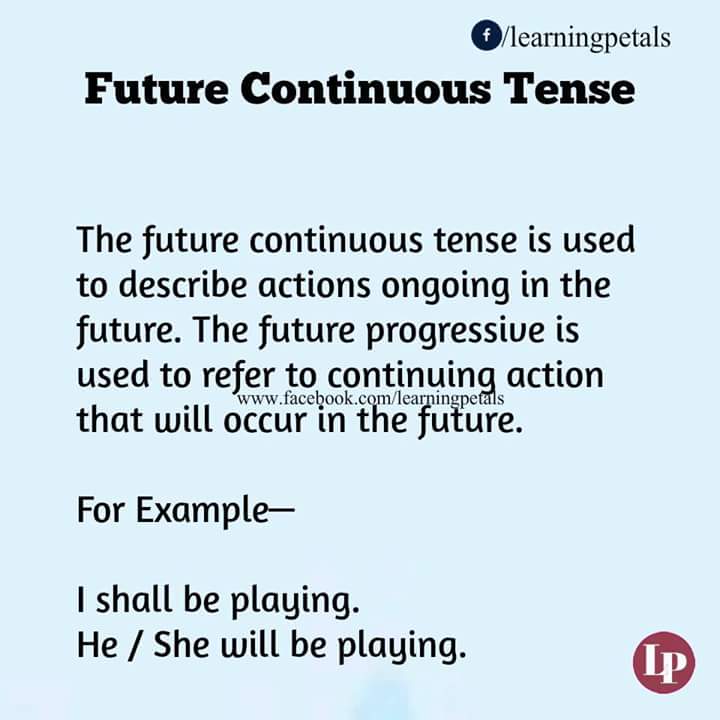 f/learningpetals
Future Continuous Tense
The future continuous tense is used
to describe actions ongoing in the
future. The future progressive is
used to refer to continuing action
www.facebook.com/learningpetals
that will occur in the future.
For Example—
I shall be playing.
He / She will be playing.
LP